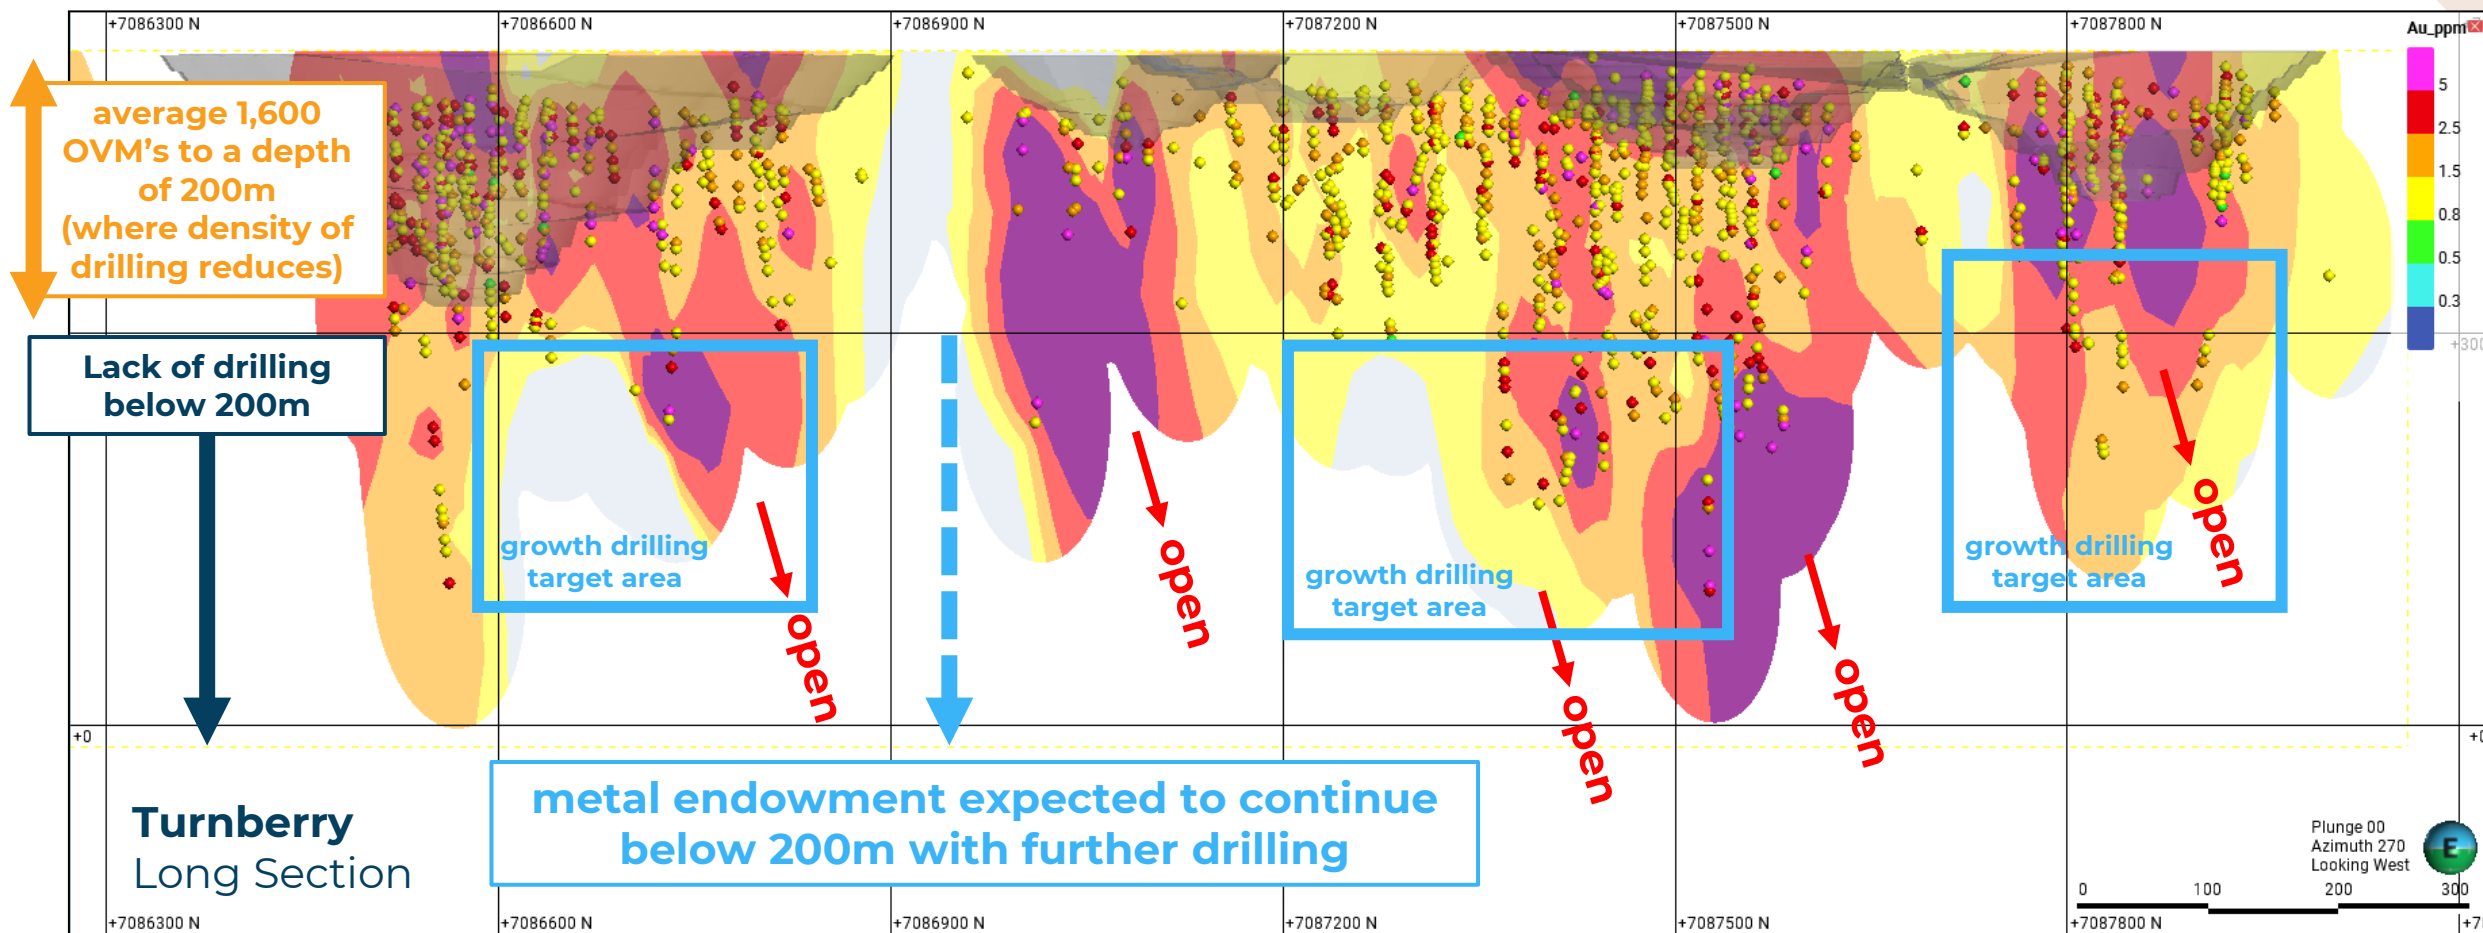 +7086300 N
+7086600 N
+7086900 N
+7087200 N
+7087500 N
+7087800 N
Au_ppm
5
2.5
1.5
0.8
0.5
0.3
average 1,600
OVM's to a depth
of 200m
(where density of
drilling reduces)
Lack of drilling
below 200m
growth drilling
target area
open
open
growth drilling
target area
open
open
growth drilling
target area
open
+300
+0
metal endowment expected to continue
below 200m with further drilling
Turnberry
Long Section
Plunge 00
Azimuth 270
Looking West
E
0
100
200
300
+7086300 N
+7086600 N
+7086900 N
+7087200 N
+7087500 N
+7087800 N